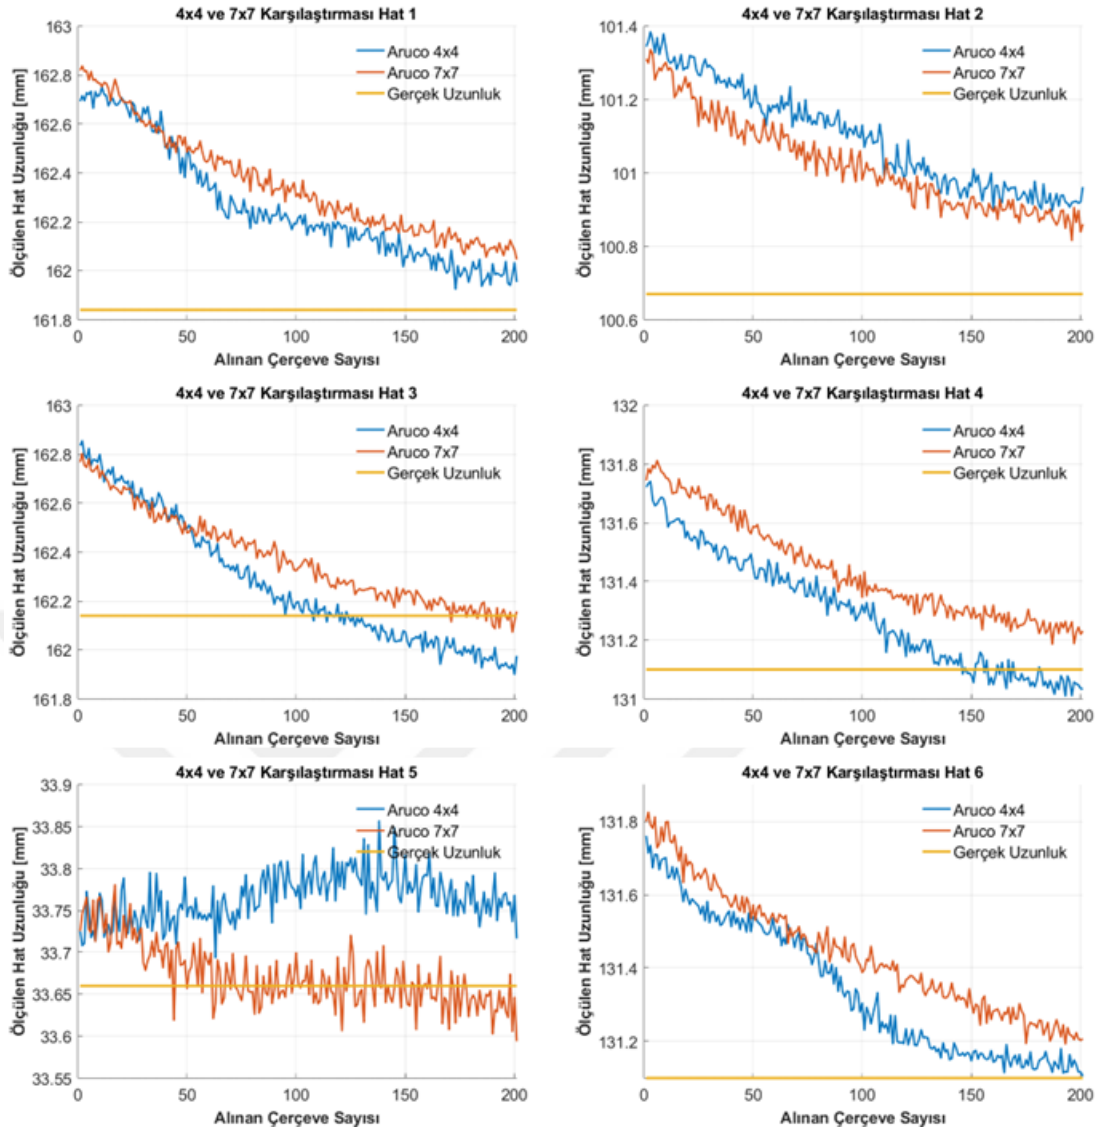 4x4 ve 7x7 Karşılaştırması Hat 1
Ölçülen Hat Uzunluğu [mm]
163
162.8
162.6
162.4
162.2
162
161.8
Aruco 4x4
Aruco 7x7
Gerçek Uzunluk
0 50 100 150 200
Alınan Çerçeve Sayısı
4x4 ve 7x7 Karşılaştırması Hat 2
Ölçülen Hat Uzunluğu [mm]
101.4
101.2
101
100.8
100.6
Aruco 4x4
Aruco 7x7
Gerçek Uzunluk
0 50 100 150 200
Alınan Çerçeve Sayısı
4x4 ve 7x7 Karşılaştırması Hat 3
Ölçülen Hat Uzunluğu [mm]
163
162.8
162.6
162.4
162.2
162
161.8
Aruco 4x4
Aruco 7x7
Gerçek Uzunluk
0 50 100 150 200
Alınan Çerçeve Sayısı
4x4 ve 7x7 Karşılaştırması Hat 4
Ölçülen Hat Uzunluğu [mm]
132
131.8
131.6
131.4
131.2
131
Aruco 4x4
Aruco 7x7
Gerçek Uzunluk
0 50 100 150 200
Alınan Çerçeve Sayısı
4x4 ve 7x7 Karşılaştırması Hat 5
Ölçülen Hat Uzunluğu [mm]
33.9
33.85
33.8
33.75
33.7
33.65
33.6
33.55
Aruco 4x4
Aruco 7x7
Gerçek Uzunluk
0 50 100 150 200
Alınan Çerçeve Sayısı
4x4 ve 7x7 Karşılaştırması Hat 6
Ölçülen Hat Uzunluğu [mm]
131.8
131.6
131.4
131.2
Aruco 4x4
Aruco 7x7
Gerçek Uzunluk
0 50 100 150 200
Alınan Çerçeve Sayısı